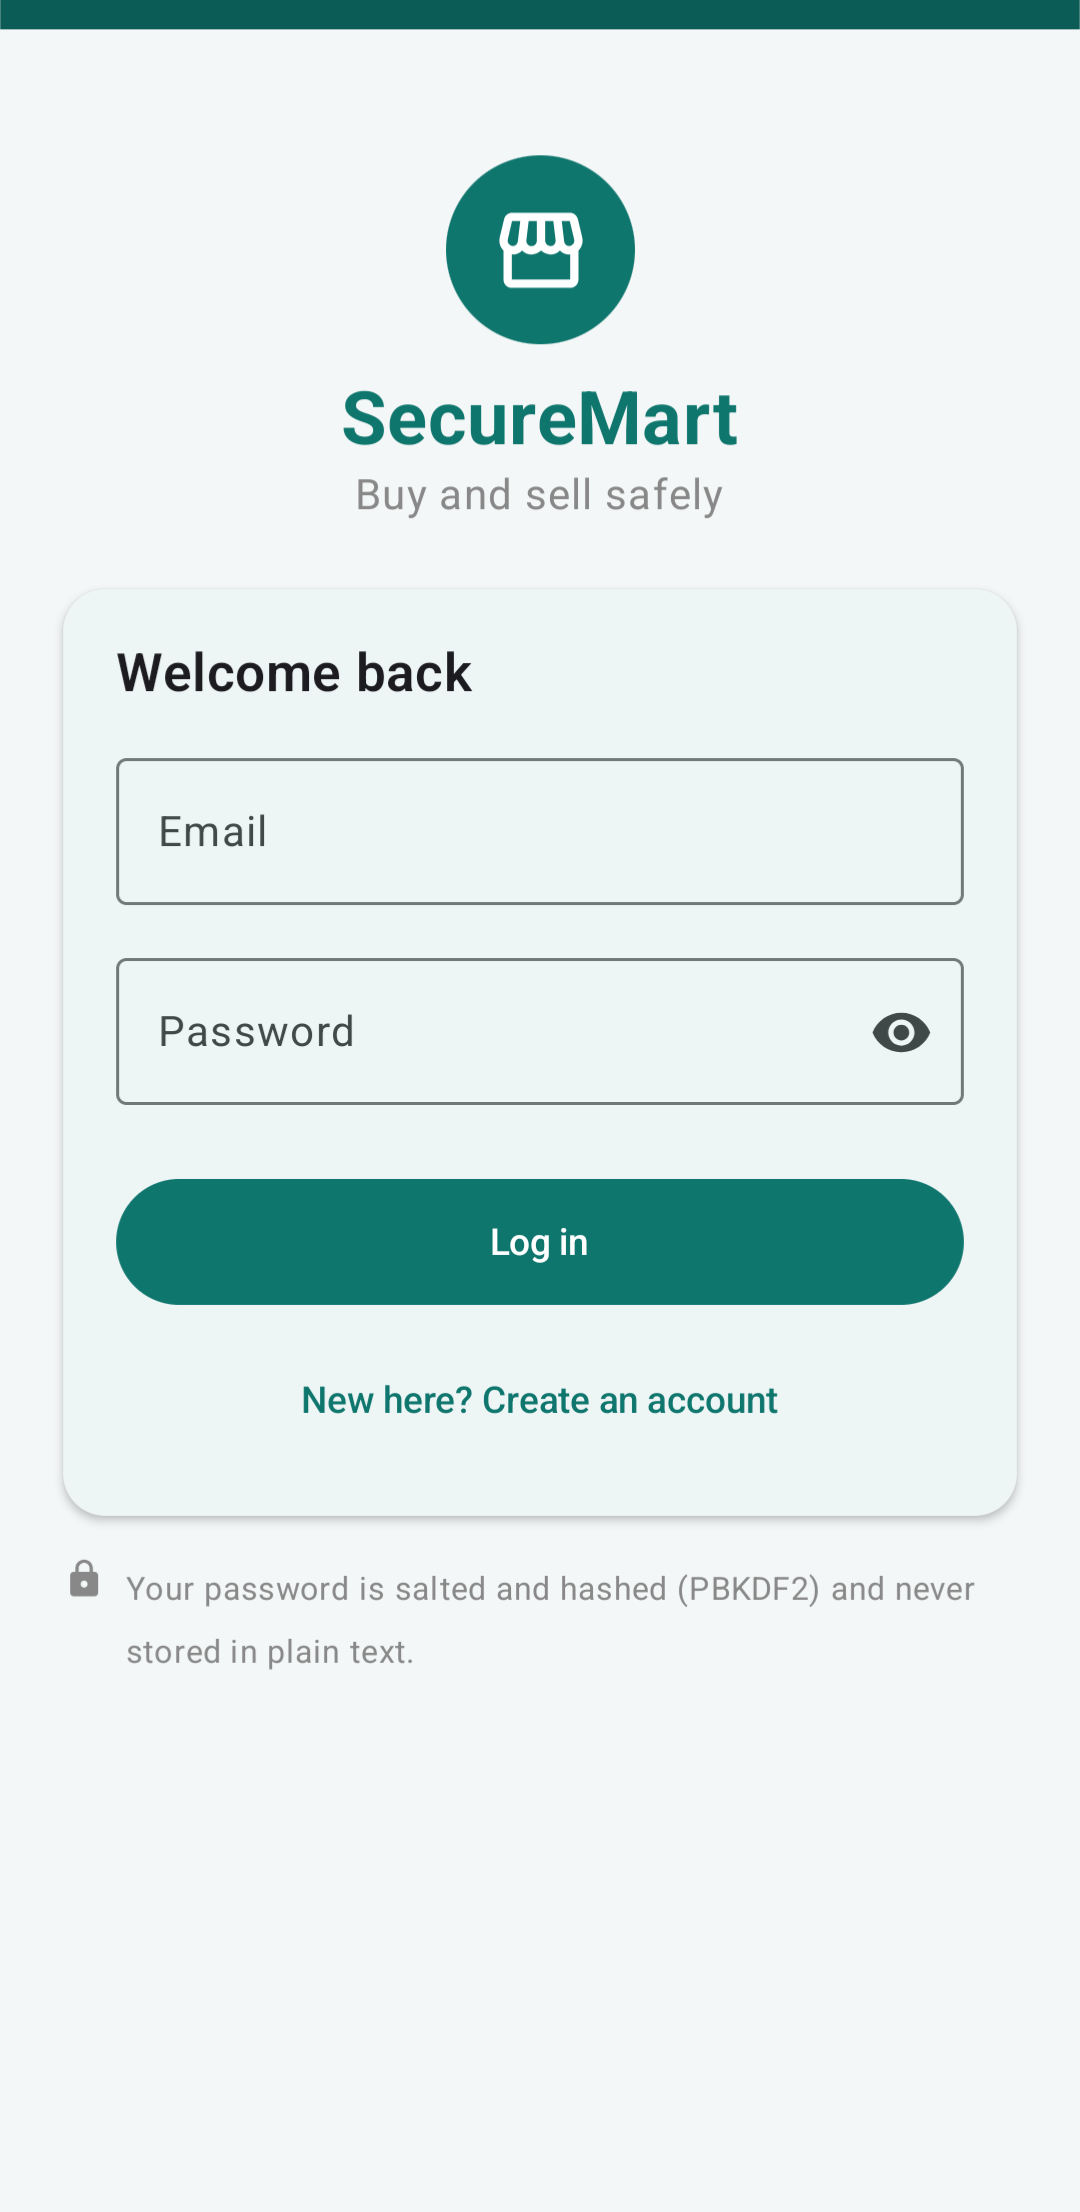 SecureMart
Buy and sell safely
Welcome back
Email
Password
Log in
New here? Create an account
Your password is salted and hashed (PBKDF2) and never
stored in plain text.